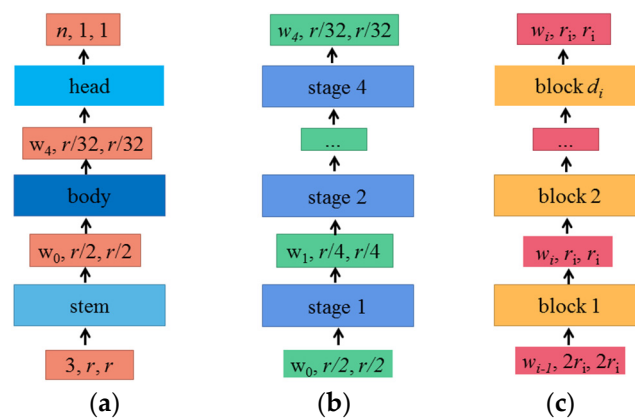 n, 1, 1
head
w₄, r/32, r/32
body
w₀, r/2, r/2
stem
3, r, r
(a)
w₄, r/32, r/32
stage 4
...
stage 2
w₁, r/4, r/4
stage 1
w₀, r/2, r/2
(b)
wᵢ, rᵢ, rᵢ
block dᵢ
...
block 2
wᵢ, rᵢ, rᵢ
block 1
wᵢ₋₁, 2rᵢ, 2rᵢ
(c)